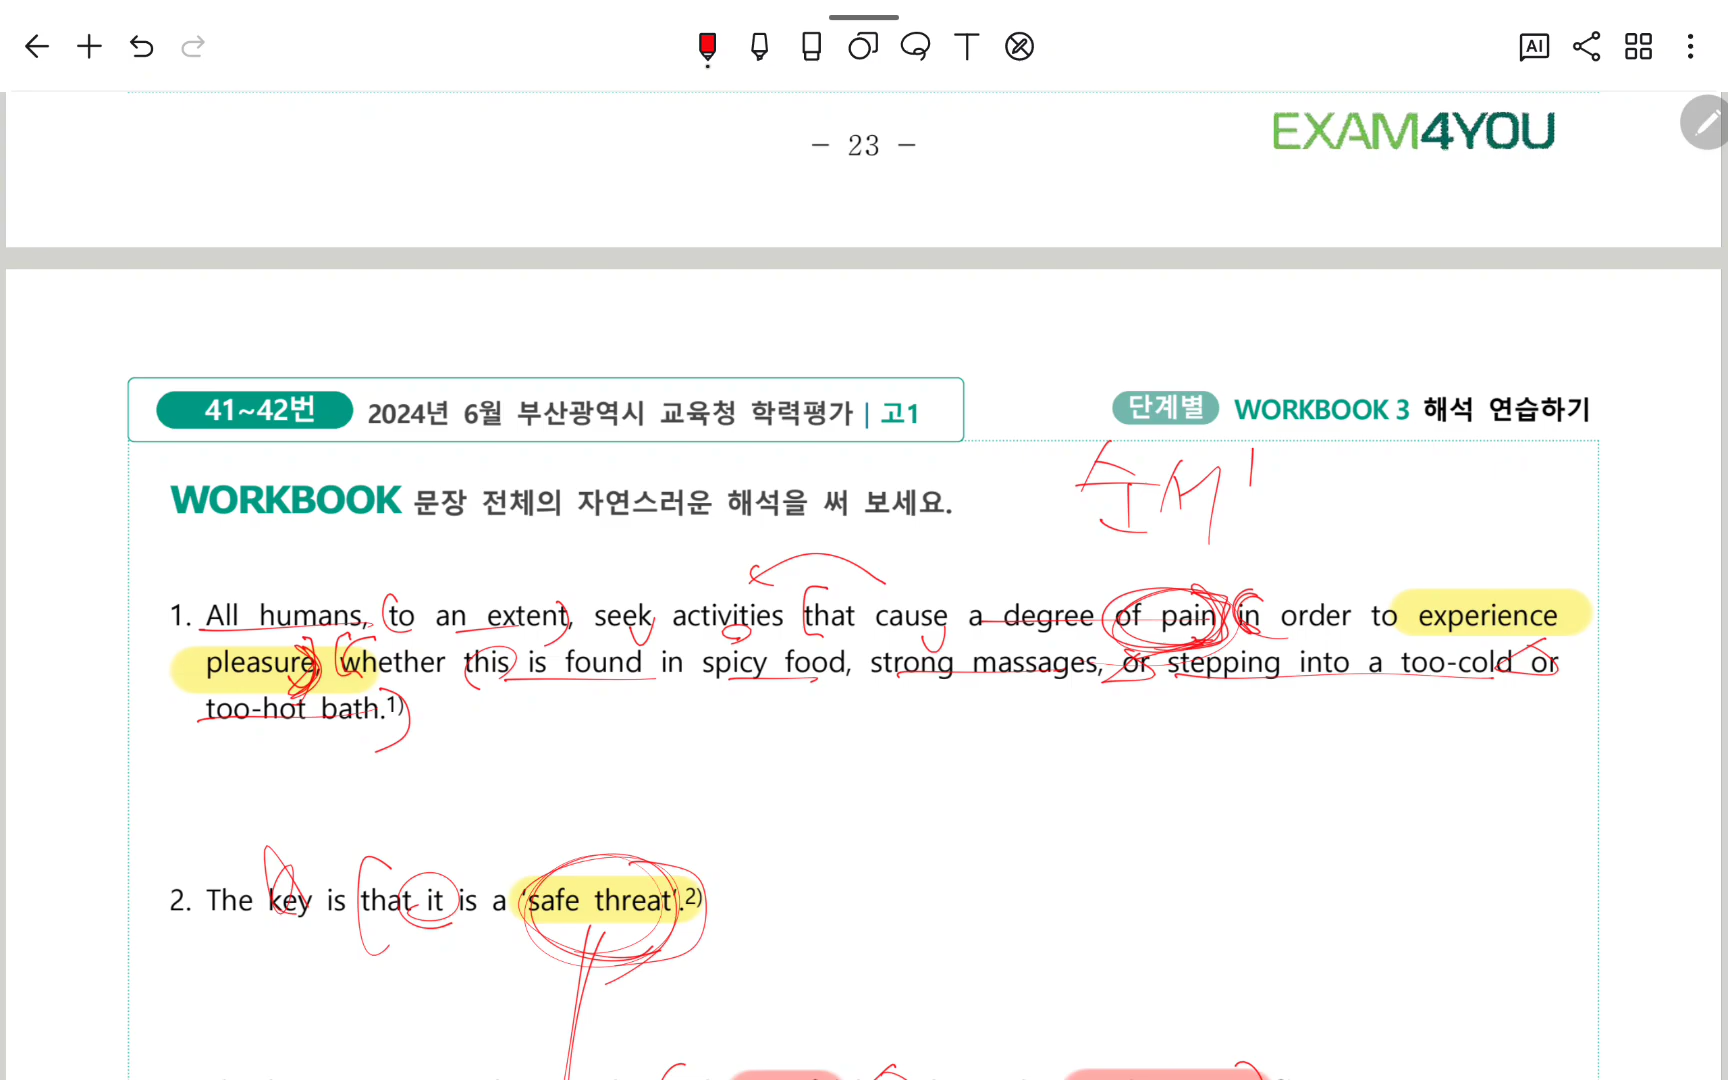 AI
- 23 -
EXAM4YOU
41~42번 2024년 6월 부산광역시 교육청 학력평가 | 고1
단계별 WORKBOOK 3 해석 연습하기
WORKBOOK 문장 전체의 자연스러운 해석을 써 보세요.
1. All humans, to an extent, seek activities that cause a degree of pain in order to experience
pleasure, whether this is found in spicy food, strong massages, or stepping into a too-cold or
too-hot bath.1)
2. The key is that it is a 'safe threat'.2)